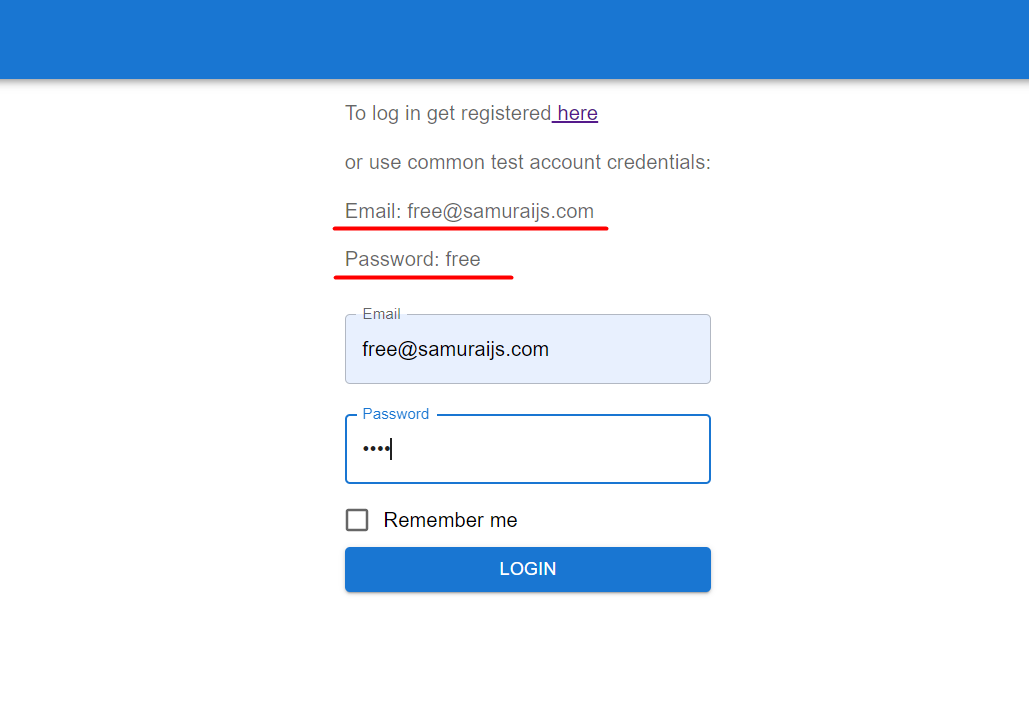 To log in get registered here
or use common test account credentials:
Email: free@samuraijs.com
Password: free
Email
free@samuraijs.com
Password
••••
Remember me
LOGIN